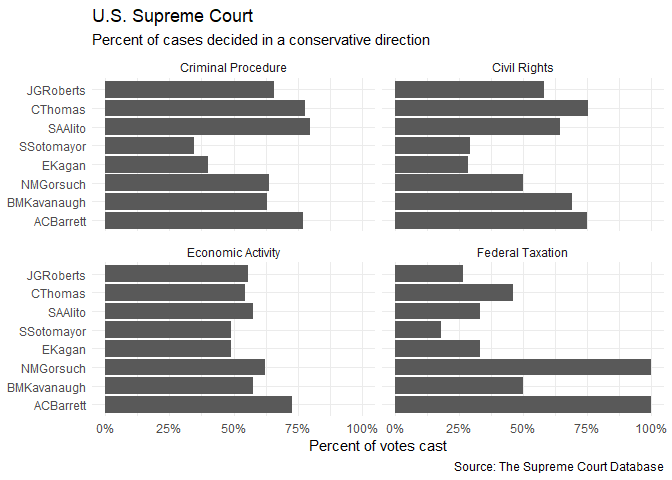 U.S. Supreme Court
Percent of cases decided in a conservative direction
Criminal Procedure
Civil Rights
JGRoberts
CThomas
SAAlito
SSotomayor
EKagan
NMGorsuch
BMKavanaugh
ACBarrett
Economic Activity
Federal Taxation
JGRoberts
CThomas
SAAlito
SSotomayor
EKagan
NMGorsuch
BMKavanaugh
ACBarrett
0% 25% 50% 75% 100% 0% 25% 50% 75% 100%
Percent of votes cast
Source: The Supreme Court Database